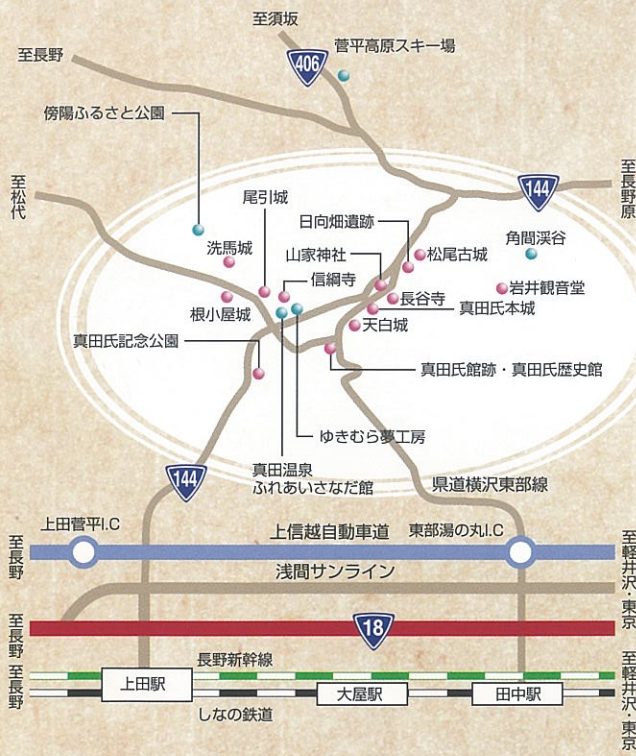 至須坂
菅平高原スキー場
至長野
406
傍陽ふるさと公園
至松代
144
至長野原
尾引城
日向畑遺跡
角間渓谷
洗馬城
山家神社
松尾古城
信綱寺
岩井観音堂
根小屋城
長谷寺
真田氏本城
天白城
真田氏記念公園
真田氏館跡・真田氏歴史館
ゆきむら夢工房
真田温泉
ふれあいさなだ館
144
県道横沢東部線
上田菅平I.C
上信越自動車道
東部湯の丸I.C
至長野
至軽井沢・東京
浅間サンライン
至長野
18
長野新幹線
至長野
上田駅
大屋駅
田中駅
至軽井沢・東京
しなの鉄道